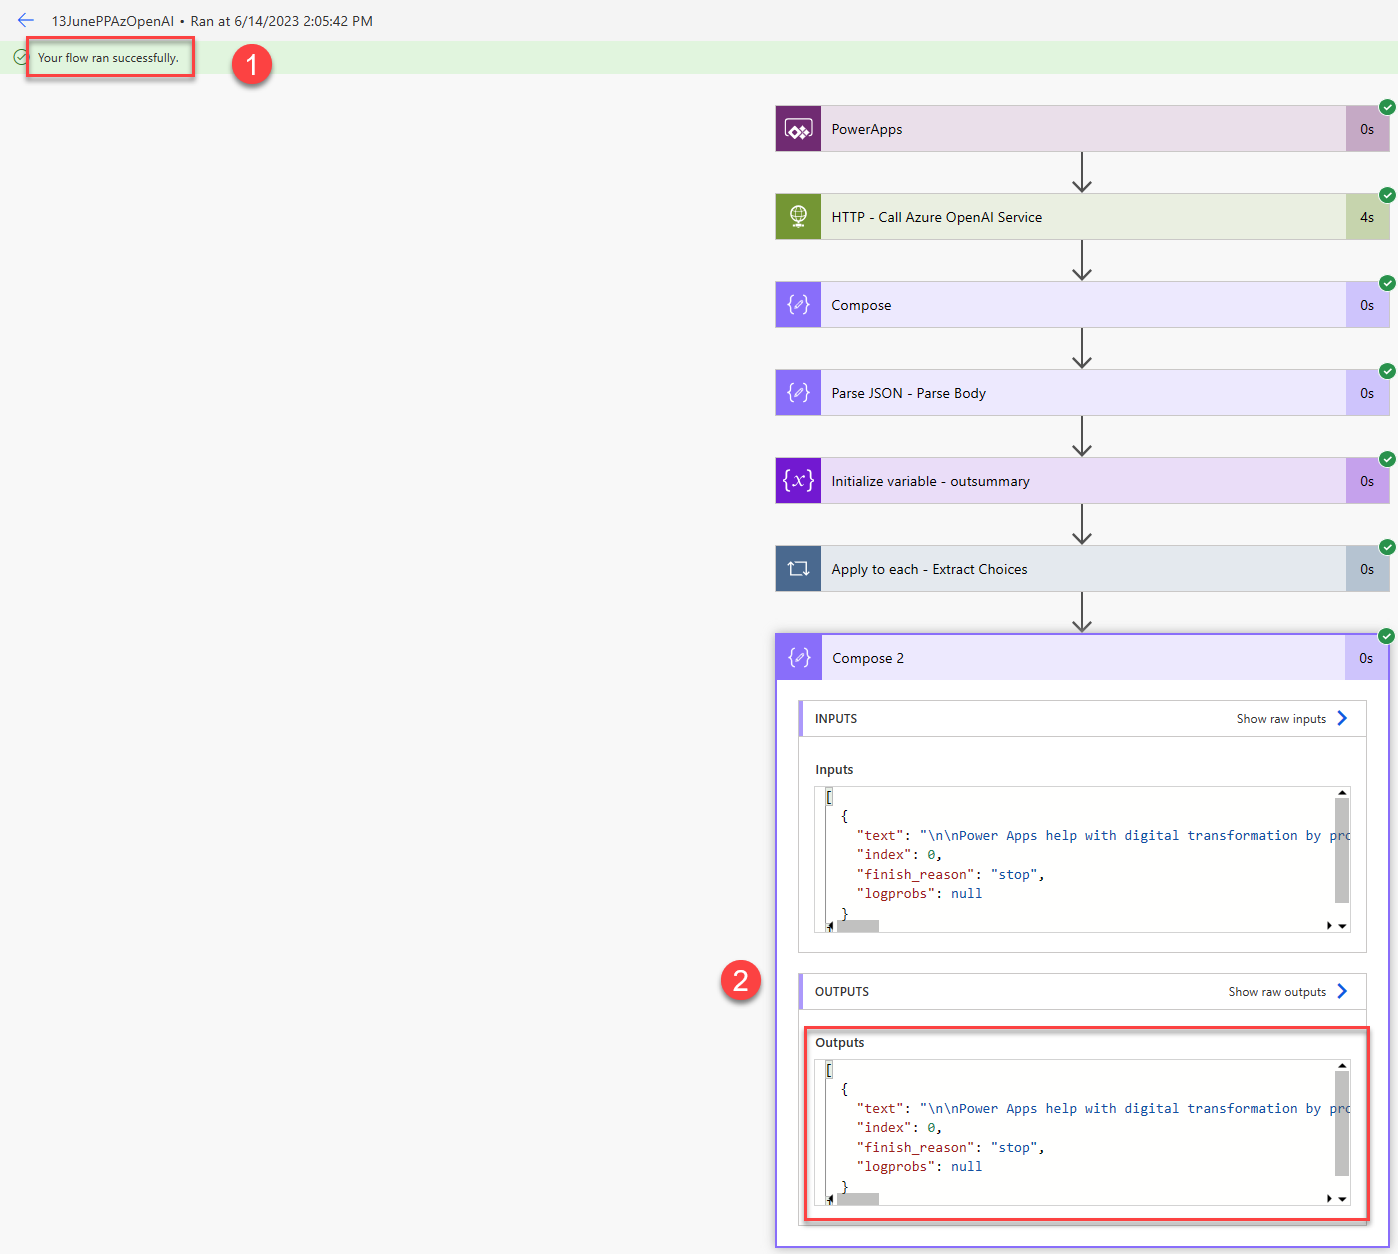 13JunePPAzOpenAI • Ran at 6/14/2023 2:05:42 PM
Your flow ran successfully.
1
PowerApps 0s
HTTP - Call Azure OpenAI Service 4s
Compose 0s
Parse JSON - Parse Body 0s
{x} Initialize variable - outsummary 0s
Apply to each - Extract Choices 0s
Compose 2 0s
INPUTS Show raw inputs
Inputs
[
{
"text": "\n\nPower Apps help with digital transformation by pro
"index": 0,
"finish_reason": "stop",
"logprobs": null
}
2
OUTPUTS Show raw outputs
Outputs
[
{
"text": "\n\nPower Apps help with digital transformation by pro
"index": 0,
"finish_reason": "stop",
"logprobs": null
}